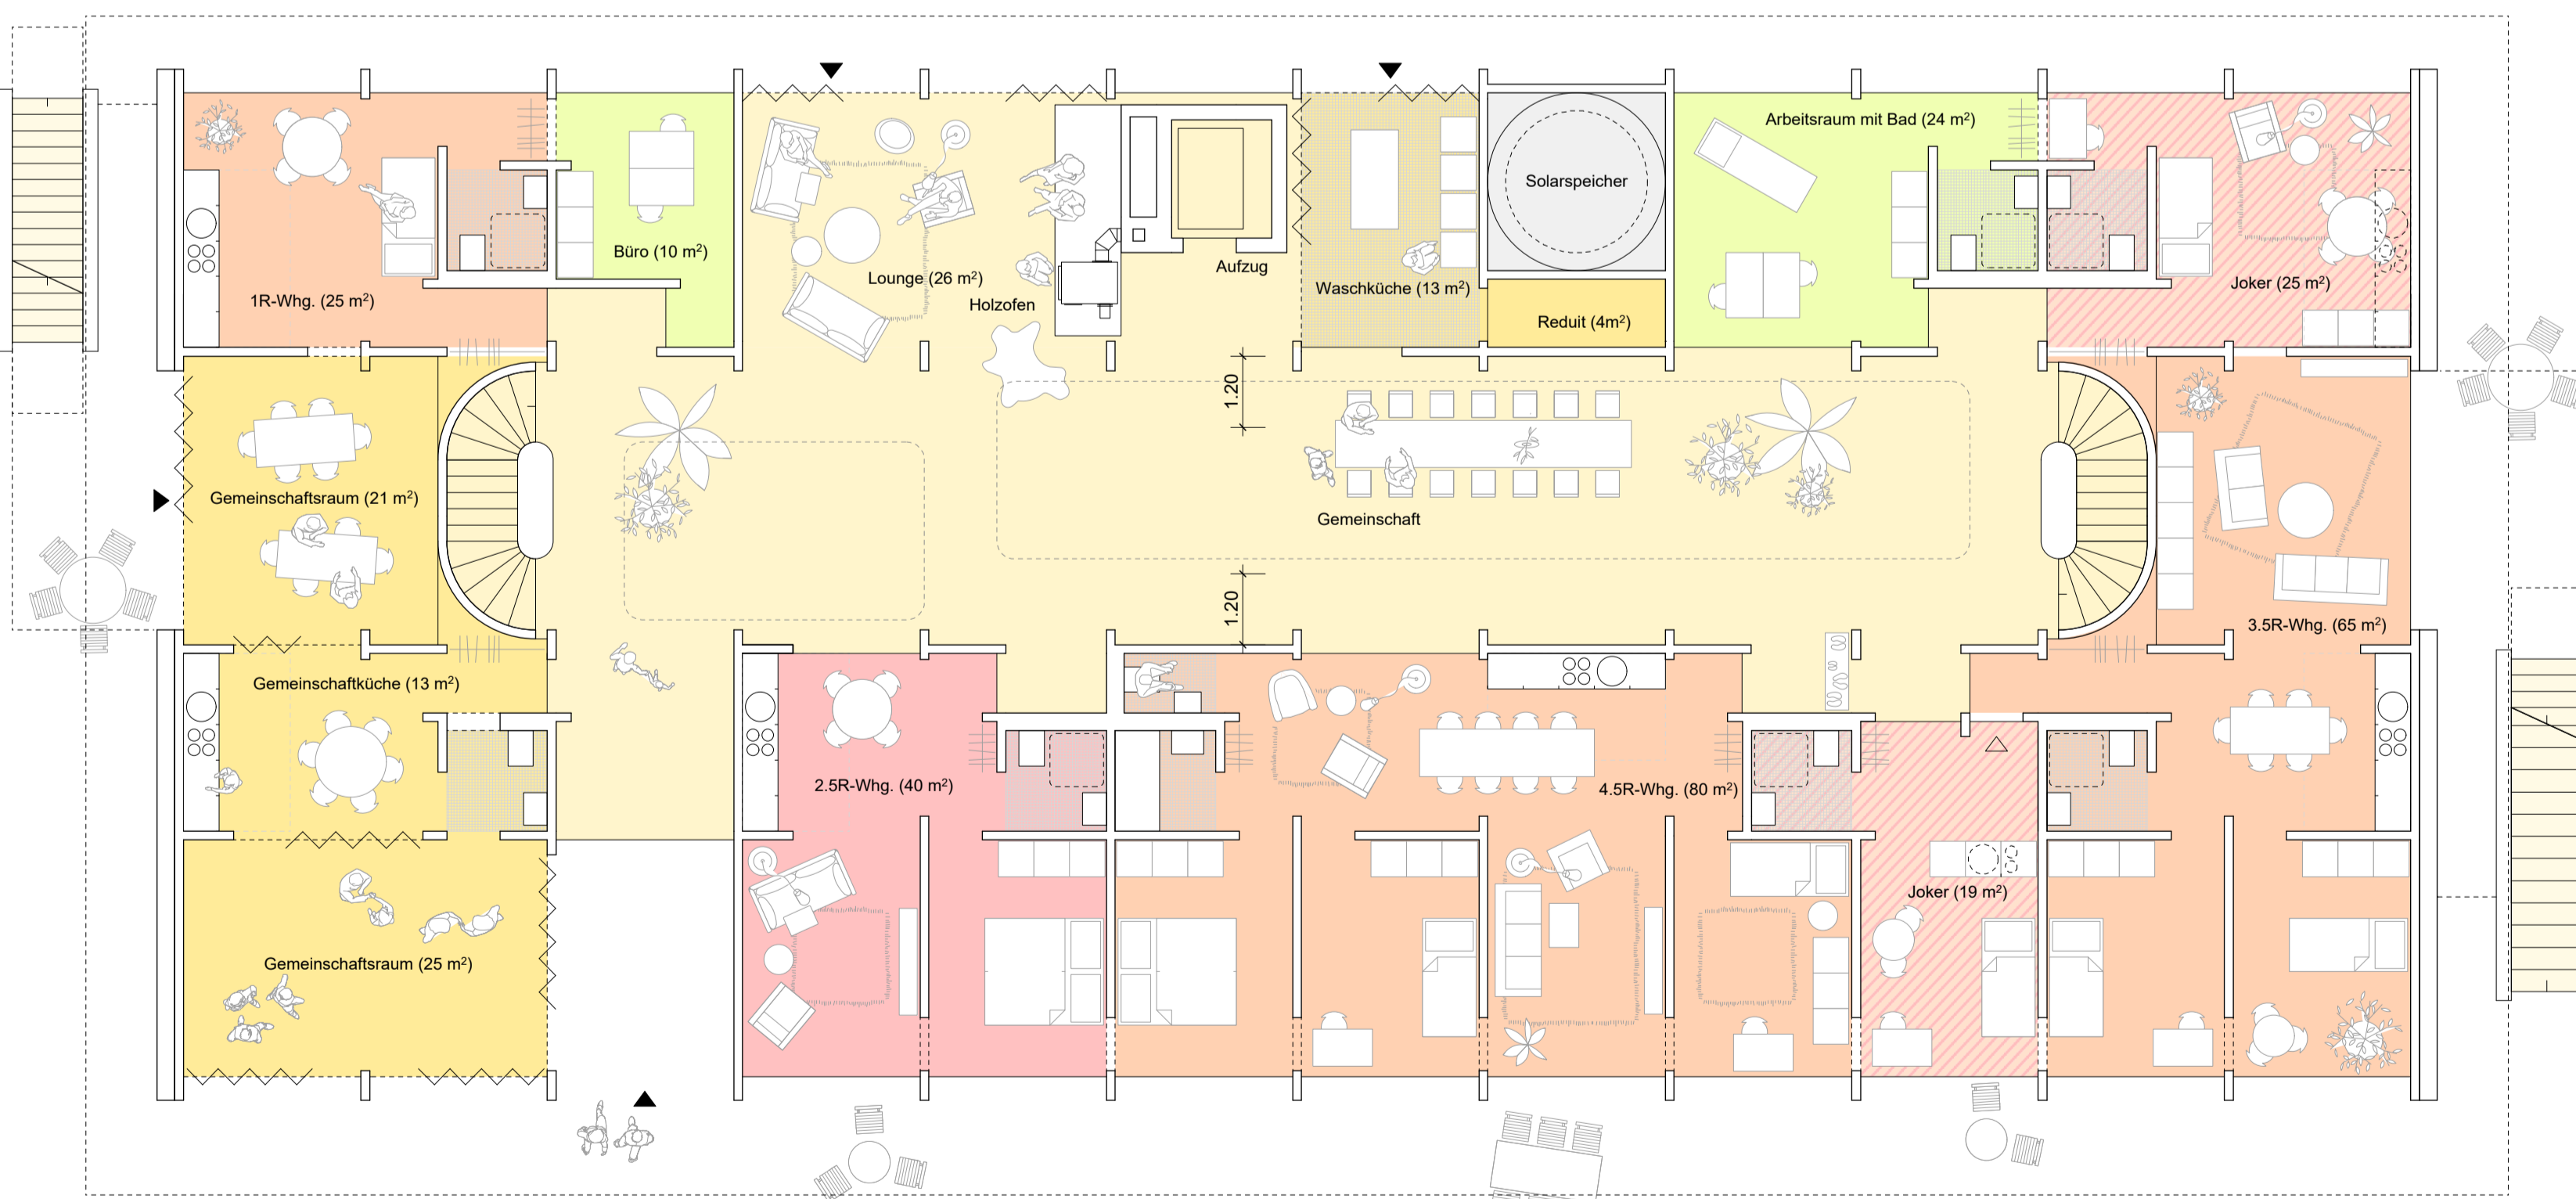 Arbeitsraum mit Bad (24 m²)
Solarspeicher
Büro (10 m²)
Aufzug
Lounge (26 m²)
Joker (25 m²)
Waschküche (13 m²)
1R-Whg. (25 m²)
Holzofen
Reduit (4m²)
1.20
Gemeinschaftsraum (21 m²)
Gemeinschaft
1.20
3.5R-Whg. (65 m²)
Gemeinschaftküche (13 m²)
2.5R-Whg. (40 m²)
4.5R-Whg. (80 m²)
Joker (19 m²)
Gemeinschaftsraum (25 m²)